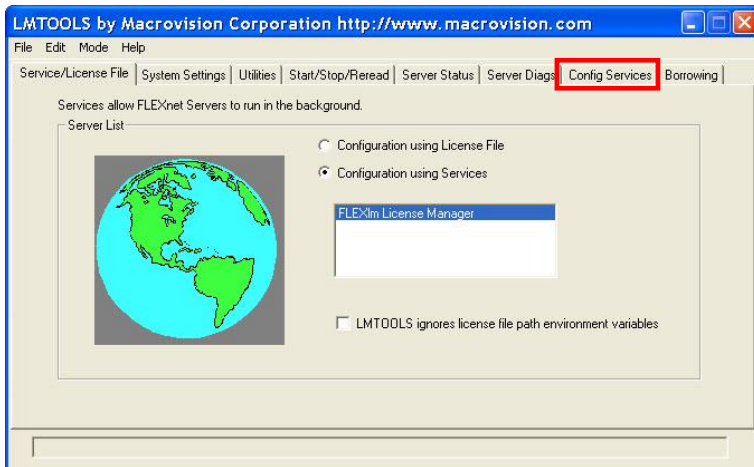 LMTOOLS by Macrovision Corporation http://www.macrovision.com
File Edit Mode Help
Service/License File System Settings Utilities Start/Stop/Reread Server Status Server Diags Config Services Borrowing
Services allow FLEXnet Servers to run in the background.
Server List
Configuration using License File
Configuration using Services
FLEXlm License Manager
LMTOOLS ignores license file path environment variables